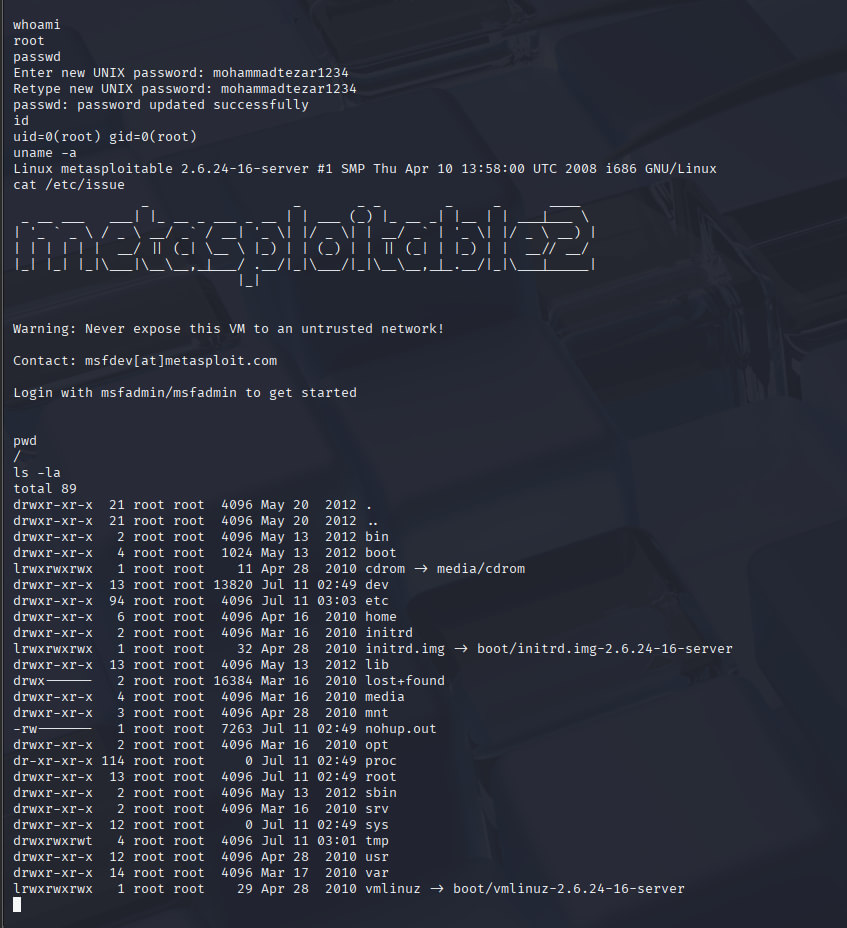 whoami
root
passwd
Enter new UNIX password: mohammadtezar1234
Retype new UNIX password: mohammadtezar1234
passwd: password updated successfully
id
uid=0(root) gid=0(root)
uname -a
Linux metasploitable 2.6.24-16-server #1 SMP Thu Apr 10 13:58:00 UTC 2008 i686 GNU/Linux
cat /etc/issue
metasploitable2
Warning: Never expose this VM to an untrusted network!
Contact: msfdev[at]metasploit.com
Login with msfadmin/msfadmin to get started
pwd
/
ls -la
total 89
drwxr-xr-x  21 root root  4096 May 20  2012 .
drwxr-xr-x  21 root root  4096 May 20  2012 ..
drwxr-xr-x   2 root root  4096 May 13  2012 bin
drwxr-xr-x   4 root root  1024 May 13  2012 boot
lrwxrwxrwx   1 root root    11 Apr 28  2010 cdrom -> media/cdrom
drwxr-xr-x  13 root root 13820 Jul 11 02:49 dev
drwxr-xr-x  94 root root  4096 Jul 11 03:03 etc
drwxr-xr-x   6 root root  4096 Apr 16  2010 home
drwxr-xr-x   2 root root  4096 Mar 16  2010 initrd
lrwxrwxrwx   1 root root    32 Apr 28  2010 initrd.img -> boot/initrd.img-2.6.24-16-server
drwxr-xr-x  13 root root  4096 May 13  2012 lib
drwx------   2 root root 16384 Mar 16  2010 lost+found
drwxr-xr-x   4 root root  4096 Mar 16  2010 media
drwxr-xr-x   3 root root  4096 Apr 28  2010 mnt
-rw-------   1 root root  7263 Jul 11 02:49 nohup.out
drwxr-xr-x   2 root root  4096 Mar 16  2010 opt
dr-xr-xr-x 114 root root     0 Jul 11 02:49 proc
drwxr-xr-x  13 root root  4096 Jul 11 02:49 root
drwxr-xr-x   2 root root  4096 May 13  2012 sbin
drwxr-xr-x   2 root root  4096 Mar 16  2010 srv
drwxr-xr-x  12 root root     0 Jul 11 02:49 sys
drwxrwxrwt   4 root root  4096 Jul 11 03:01 tmp
drwxr-xr-x  12 root root  4096 Apr 28  2010 usr
drwxr-xr-x  14 root root  4096 Mar 17  2010 var
lrwxrwxrwx   1 root root    29 Apr 28  2010 vmlinuz -> boot/vmlinuz-2.6.24-16-server